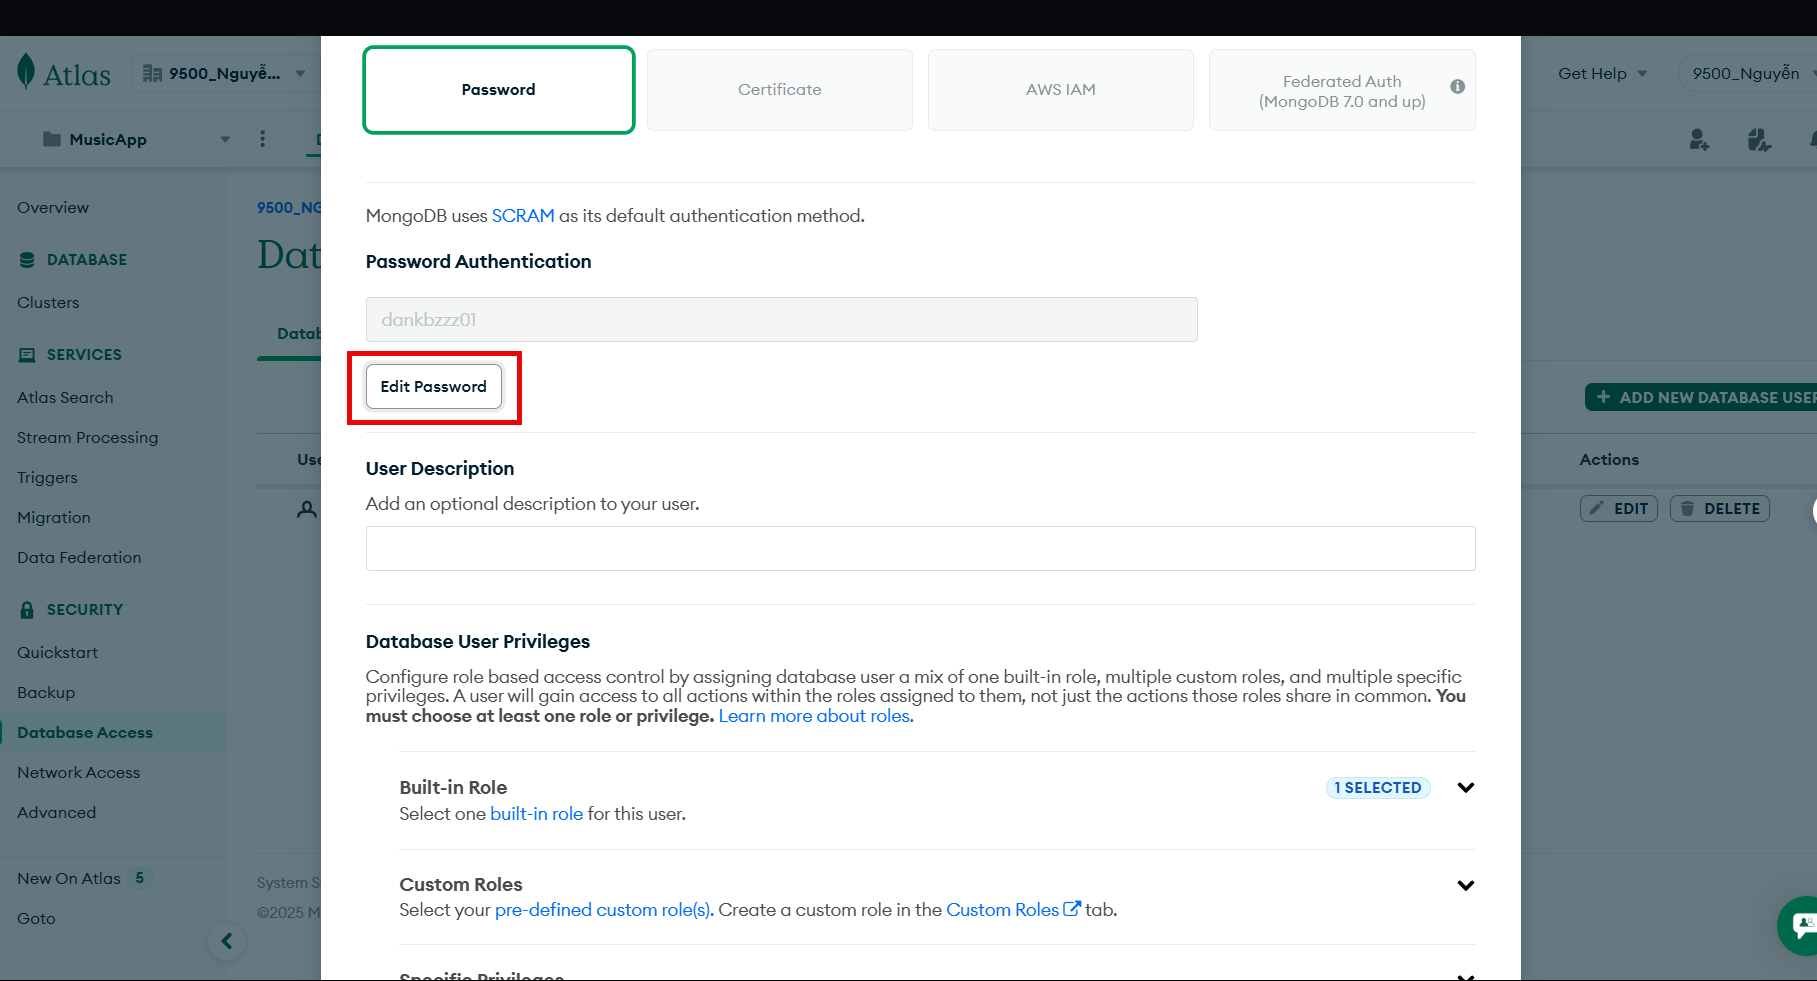 Atlas
9500_Nguyễ...
Get Help
9500_Nguyễn
MusicApp
Overview
DATABASE
Clusters
SERVICES
Atlas Search
Stream Processing
Triggers
Migration
Data Federation
SECURITY
Quickstart
Backup
Database Access
Network Access
Advanced
New On Atlas 5
Goto
9500_NG
Dat
Datab
Use
System S
©2025 M
Password
Certificate
AWS IAM
Federated Auth
(MongoDB 7.0 and up)
MongoDB uses SCRAM as its default authentication method.
Password Authentication
dankbzzz01
Edit Password
User Description
Add an optional description to your user.
Database User Privileges
Configure role based access control by assigning database user a mix of one built-in role, multiple custom roles, and multiple specific
privileges. A user will gain access to all actions within the roles assigned to them, not just the actions those roles share in common. You
must choose at least one role or privilege. Learn more about roles.
Built-in Role
1 SELECTED
Select one built-in role for this user.
Custom Roles
Select your pre-defined custom role(s). Create a custom role in the Custom Roles tab.
Specific Privileges
+ ADD NEW DATABASE USER
Actions
EDIT
DELETE